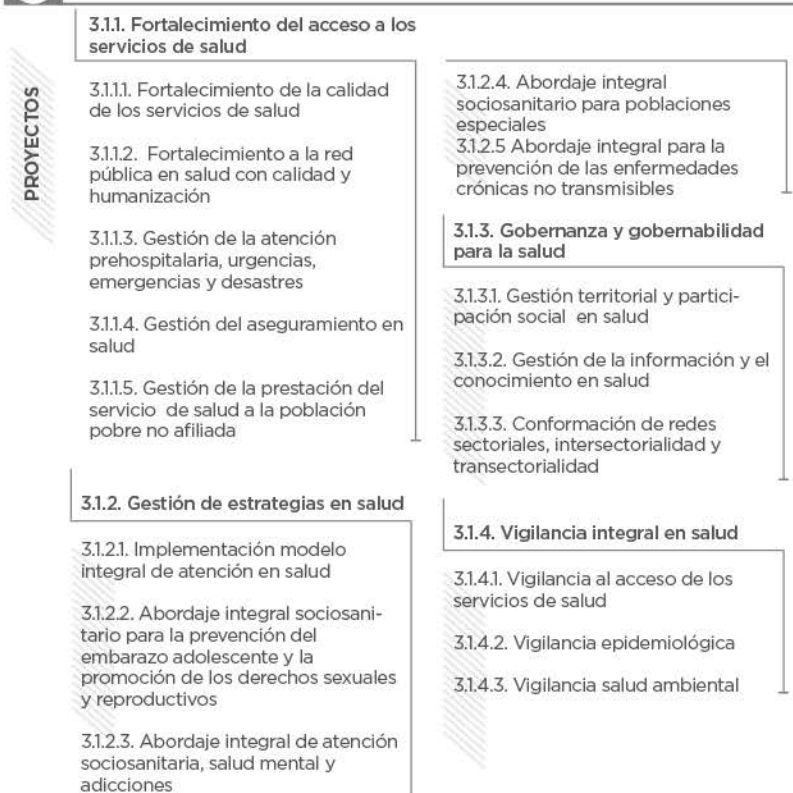 PROYECTOS
3.1.1. Fortalecimiento del acceso a los
servicios de salud
3.1.1.1. Fortalecimiento de la calidad
de los servicios de salud
3.1.1.2.  Fortalecimiento a la red
pública en salud con calidad y
humanización
3.1.1.3. Gestión de la atención
prehospitalaria, urgencias,
emergencias y desastres
3.1.1.4. Gestión del aseguramiento en
salud
3.1.1.5. Gestión de la prestación del
servicio  de salud a la población
pobre no afiliada
3.1.2. Gestión de estrategias en salud
3.1.2.1. Implementación modelo
integral de atención en salud
3.1.2.2. Abordaje integral sociosani-
tario para la prevención del
embarazo adolescente y la
promoción de los derechos sexuales
y reproductivos
3.1.2.3. Abordaje integral de atención
sociosanitaria, salud mental y
adicciones
3.1.2.4. Abordaje integral
sociosanitario para poblaciones
especiales
3.1.2.5 Abordaje integral para la
prevención de las enfermedades
crónicas no transmisibles
3.1.3. Gobernanza y gobernabilidad
para la salud
3.1.3.1. Gestión territorial y partici-
pación social  en salud
3.1.3.2. Gestión de la información y el
conocimiento en salud
3.1.3.3. Conformación de redes
sectoriales, intersectorialidad y
transectorialidad
3.1.4. Vigilancia integral en salud
3.1.4.1. Vigilancia al acceso de los
servicios de salud
3.1.4.2. Vigilancia epidemiológica
3.1.4.3. Vigilancia salud ambiental